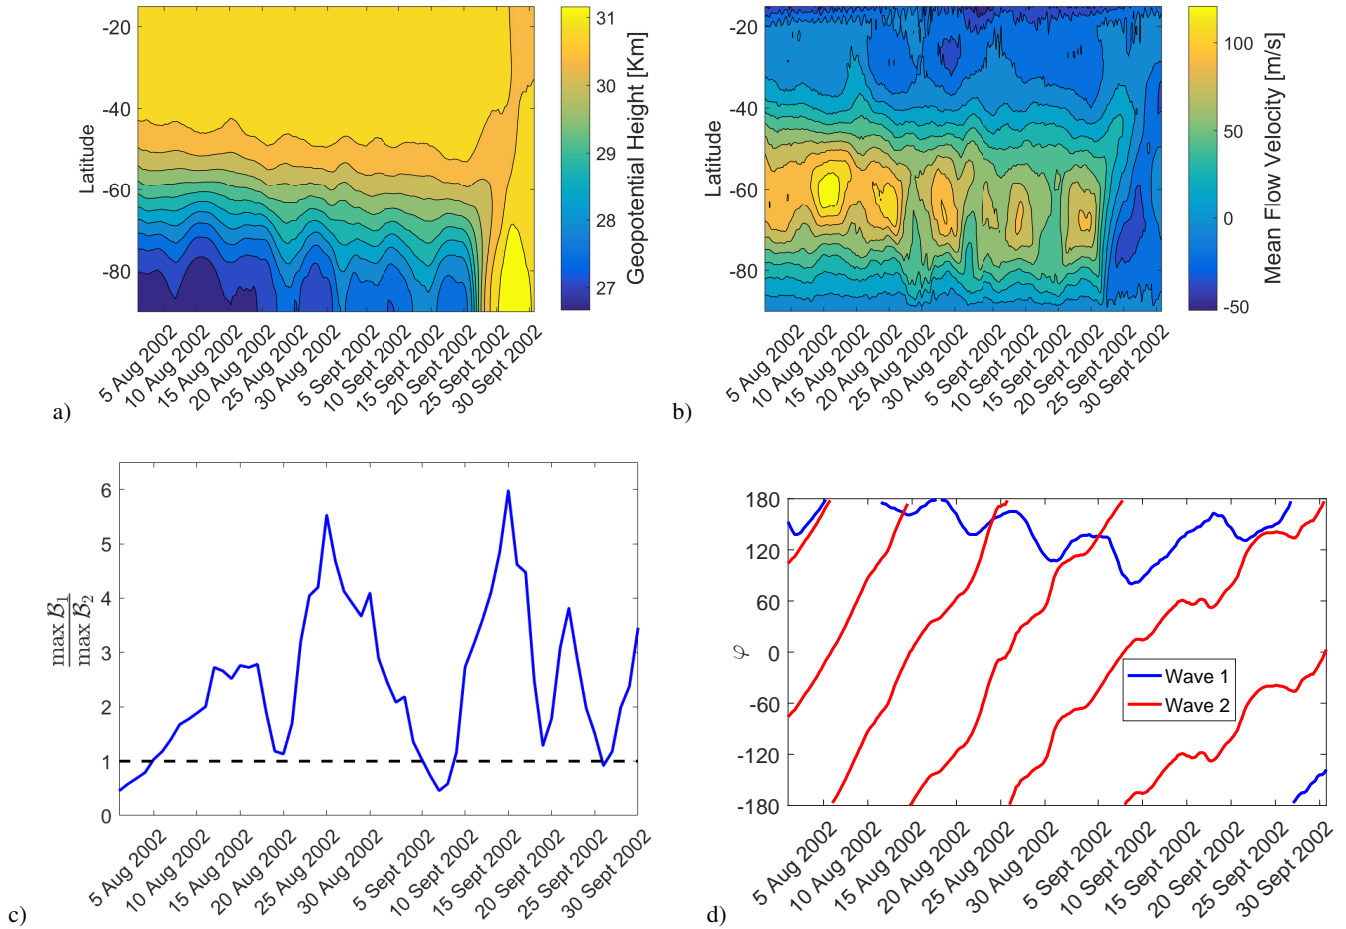 -20
-40
-60
-80
Latitude
5 Aug 2002
10 Aug 2002
15 Aug 2002
20 Aug 2002
25 Aug 2002
30 Aug 2002
5 Sept 2002
10 Sept 2002
15 Sept 2002
20 Sept 2002
25 Sept 2002
30 Sept 2002
31
30
29
28
27
Geopotential Height [Km]
a)
-20
-40
-60
-80
Latitude
5 Aug 2002
10 Aug 2002
15 Aug 2002
20 Aug 2002
25 Aug 2002
30 Aug 2002
5 Sept 2002
10 Sept 2002
15 Sept 2002
20 Sept 2002
25 Sept 2002
30 Sept 2002
100
50
0
-50
Mean Flow Velocity [m/s]
b)
6
5
4
3
2
1
0
max B₁
max B₂
5 Aug 2002
10 Aug 2002
15 Aug 2002
20 Aug 2002
25 Aug 2002
30 Aug 2002
5 Sept 2002
10 Sept 2002
15 Sept 2002
20 Sept 2002
25 Sept 2002
30 Sept 2002
c)
180
120
60
0
-60
-120
-180
φ
Wave 1
Wave 2
5 Aug 2002
10 Aug 2002
15 Aug 2002
20 Aug 2002
25 Aug 2002
30 Aug 2002
5 Sept 2002
10 Sept 2002
15 Sept 2002
20 Sept 2002
25 Sept 2002
30 Sept 2002
d)